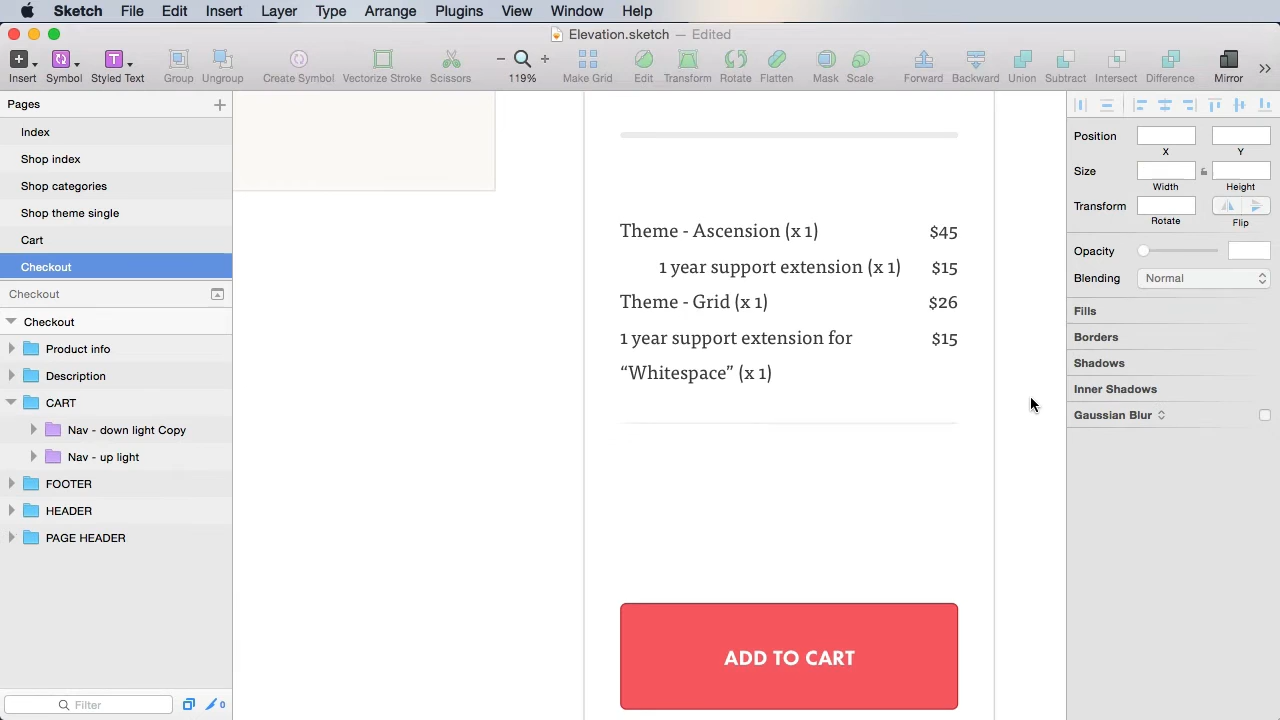 Sketch File Edit Insert Layer Type Arrange Plugins View Window Help
Elevation.sketch — Edited
Insert Symbol Styled Text Group Ungroup Create Symbol Vectorize Stroke Scissors 119% Make Grid Edit Transform Rotate Flatten Mask Scale Forward Backward Union Subtract Intersect Difference Mirror
Pages
Index
Shop index
Shop categories
Shop theme single
Cart
Checkout
Checkout
Checkout
Product info
Description
CART
Nav - down light Copy
Nav - up light
FOOTER
HEADER
PAGE HEADER
Filter
0
Theme - Ascension (x 1) $45
1 year support extension (x 1) $15
Theme - Grid (x 1) $26
1 year support extension for $15
“Whitespace” (x 1)
ADD TO CART
Position
X Y
Size
Width Height
Transform
Rotate Flip
Opacity
Blending Normal
Fills
Borders
Shadows
Inner Shadows
Gaussian Blur